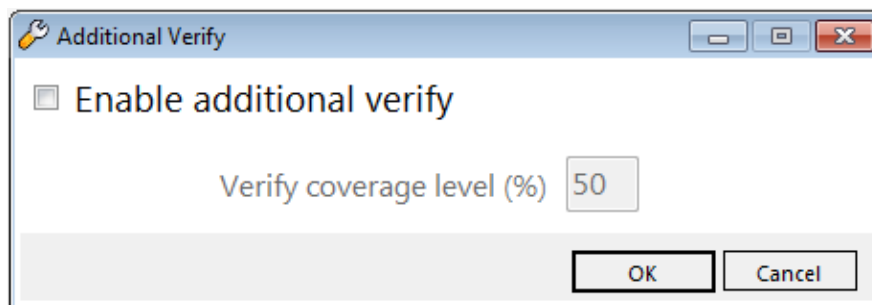 Additional Verify
Enable additional verify
Verify coverage level (%) 50
OK Cancel